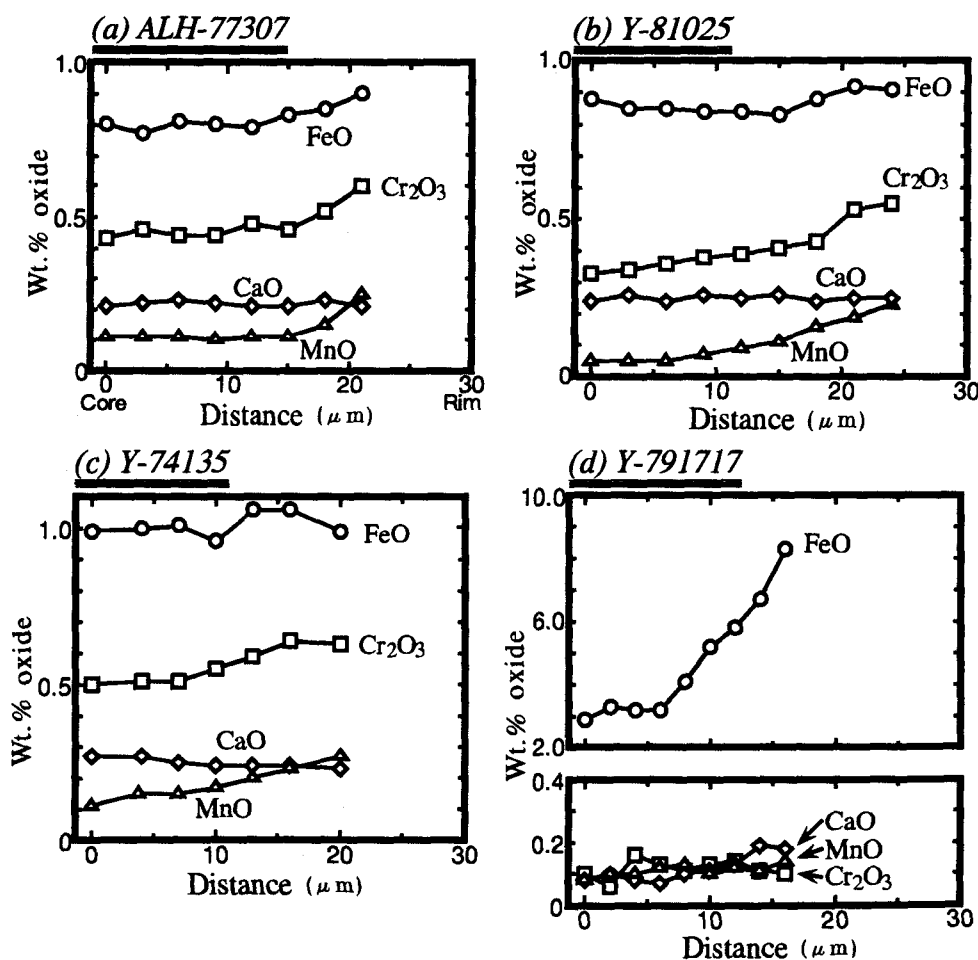 (a) ALH-77307
1.0
0.5
0
Wt.% oxide
FeO
Cr₂O₃
CaO
MnO
0 10 20 30
Core Rim
Distance (μm)
(b) Y-81025
1.0
0.5
0
Wt.% oxide
FeO
Cr₂O₃
CaO
MnO
0 10 20 30
Distance (μm)
(c) Y-74135
1.0
0.5
0
Wt.% oxide
FeO
Cr₂O₃
CaO
MnO
0 10 20 30
Distance (μm)
(d) Y-791717
10.0
6.0
2.0
Wt.% oxide
FeO
0.4
0.2
0
CaO
MnO
Cr₂O₃
0 10 20 30
Distance (μm)